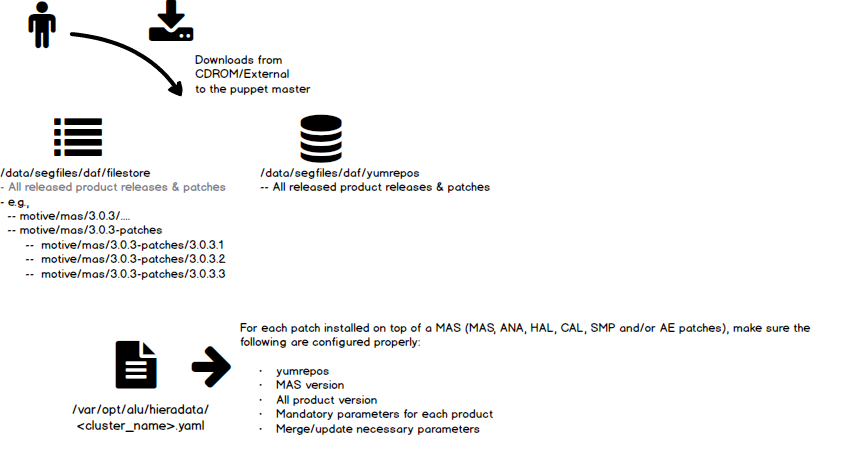 Downloads from
CDROM/External
to the puppet master
/data/segfiles/daf/filestore
- All released product releases & patches
- e.g.,
-- motive/mas/3.0.3/....
-- motive/mas/3.0.3-patches
-- motive/mas/3.0.3-patches/3.0.3.1
-- motive/mas/3.0.3-patches/3.0.3.2
-- motive/mas/3.0.3-patches/3.0.3.3
/data/segfiles/daf/yumrepos
-- All released product releases & patches
/var/opt/alu/hieradata/
<cluster_name>.yaml
For each patch installed on top of a MAS (MAS, ANA, HAL, CAL, SMP and/or AE patches), make sure the
following are configured properly:
· yumrepos
· MAS version
· All product version
· Mandatory parameters for each product
· Merge/update necessary parameters